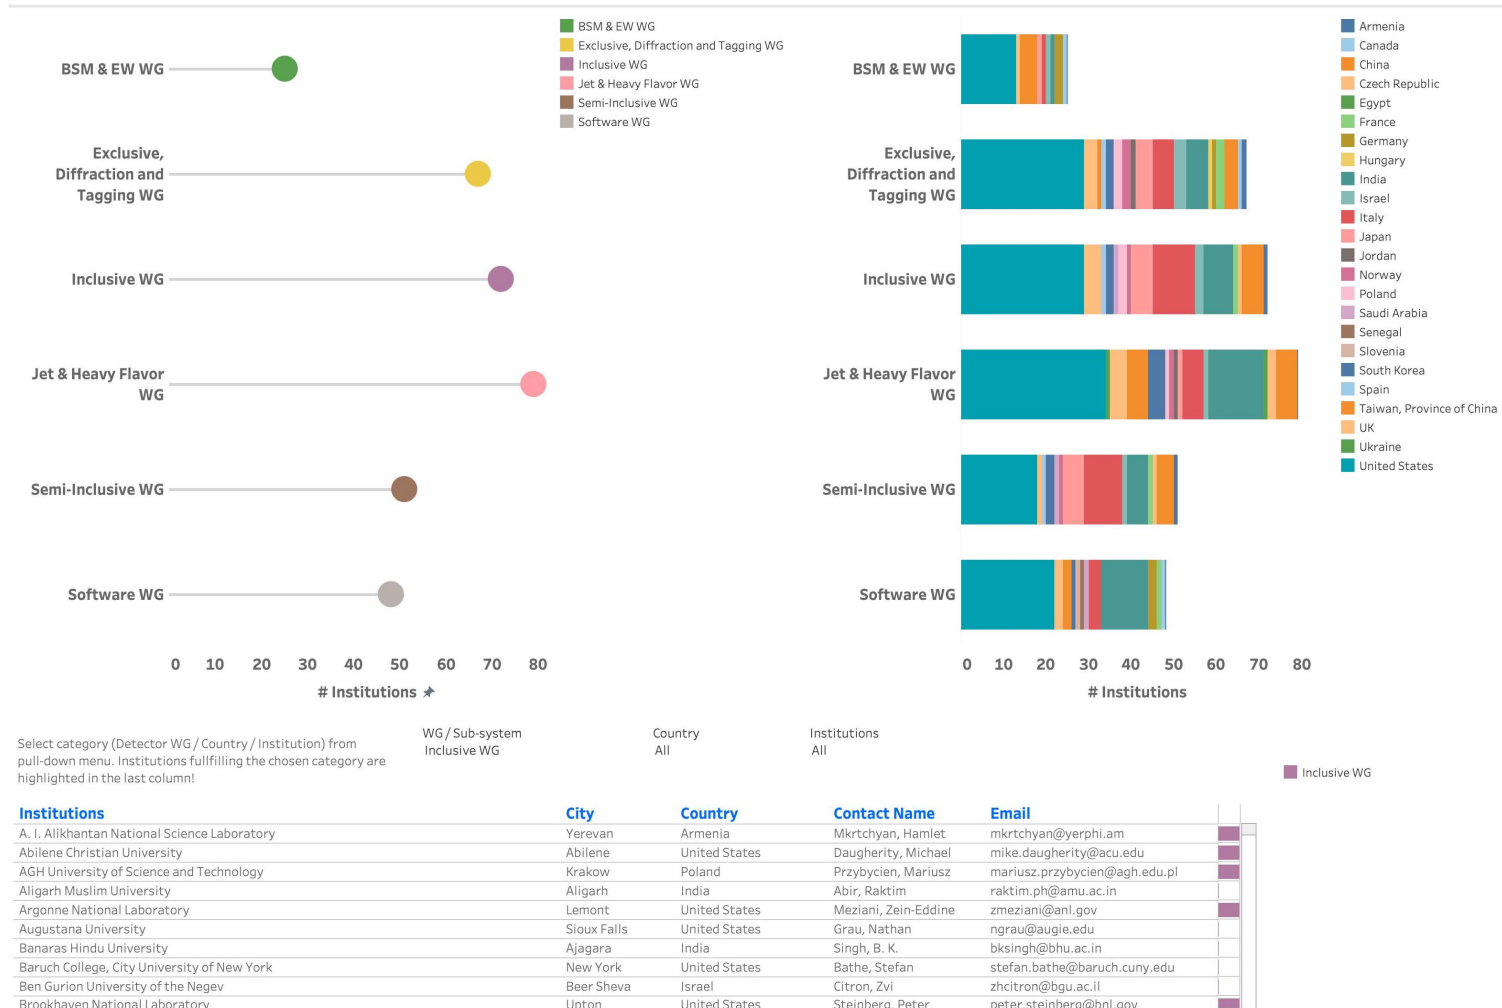 BSM & EW WG
Exclusive,
Diffraction and
Tagging WG
Inclusive WG
Jet & Heavy Flavor
WG
Semi-Inclusive WG
Software WG
0 10 20 30 40 50 60 70 80
# Institutions
BSM & EW WG
Exclusive, Diffraction and Tagging WG
Inclusive WG
Jet & Heavy Flavor WG
Semi-Inclusive WG
Software WG
BSM & EW WG
Exclusive,
Diffraction and
Tagging WG
Inclusive WG
Jet & Heavy Flavor
WG
Semi-Inclusive WG
Software WG
0 10 20 30 40 50 60 70 80
# Institutions
Armenia
Canada
China
Czech Republic
Egypt
France
Germany
Hungary
India
Israel
Italy
Japan
Jordan
Norway
Poland
Saudi Arabia
Senegal
Slovenia
South Korea
Spain
Taiwan, Province of China
UK
Ukraine
United States
Select category (Detector WG / Country / Institution) from
pull-down menu. Institutions fullfilling the chosen category are
highlighted in the last column!
WG / Sub-system
Inclusive WG
Country
All
Institutions
All
Inclusive WG
Institutions City Country Contact Name Email
A. I. Alikhantan National Science Laboratory Yerevan Armenia Mkrtchyan, Hamlet mkrtchyan@yerphi.am
Abilene Christian University Abilene United States Daugherity, Michael mike.daugherity@acu.edu
AGH University of Science and Technology Krakow Poland Przybycien, Mariusz mariusz.przybycien@agh.edu.pl
Aligarh Muslim University Aligarh India Abir, Raktim raktim.ph@amu.ac.in
Argonne National Laboratory Lemont United States Meziani, Zein-Eddine zmeziani@anl.gov
Augustana University Sioux Falls United States Grau, Nathan ngrau@augie.edu
Banaras Hindu University Ajagara India Singh, B. K. bksingh@bhu.ac.in
Baruch College, City University of New York New York United States Bathe, Stefan stefan.bathe@baruch.cuny.edu
Ben Gurion University of the Negev Beer Sheva Israel Citron, Zvi zhcitron@bgu.ac.il
Brookhaven National Laboratory Upton United States Steinberg, Peter peter.steinberg@bnl.gov